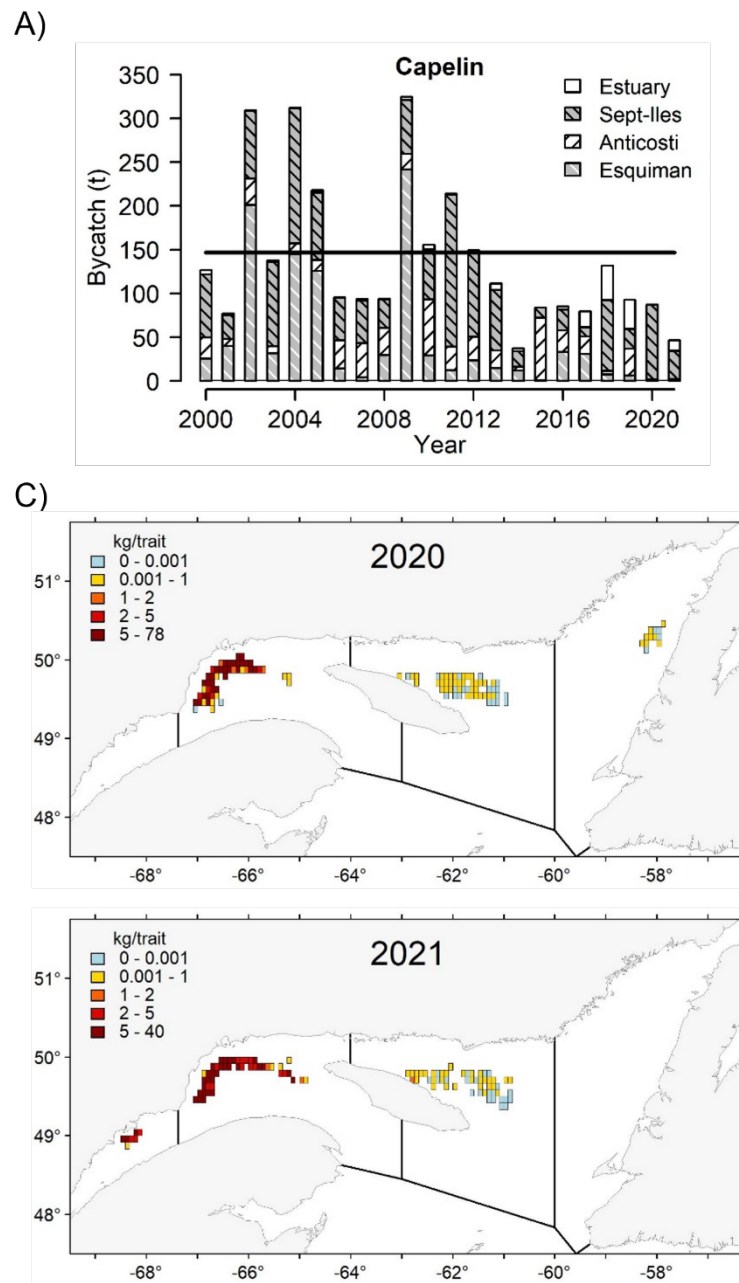 A)
Capelin
Bycatch (t)
350
300
250
200
150
100
50
0
Estuary
Sept-Iles
Anticosti
Esquiman
2000 2004 2008 2012 2016 2020
Year
C)
kg/trait
0 - 0.001
0.001 - 1
1 - 2
2 - 5
5 - 78
2020
51°
50°
49°
48°
-68° -66° -64° -62° -60° -58°
kg/trait
0 - 0.001
0.001 - 1
1 - 2
2 - 5
5 - 40
2021
51°
50°
49°
48°
-68° -66° -64° -62° -60° -58°